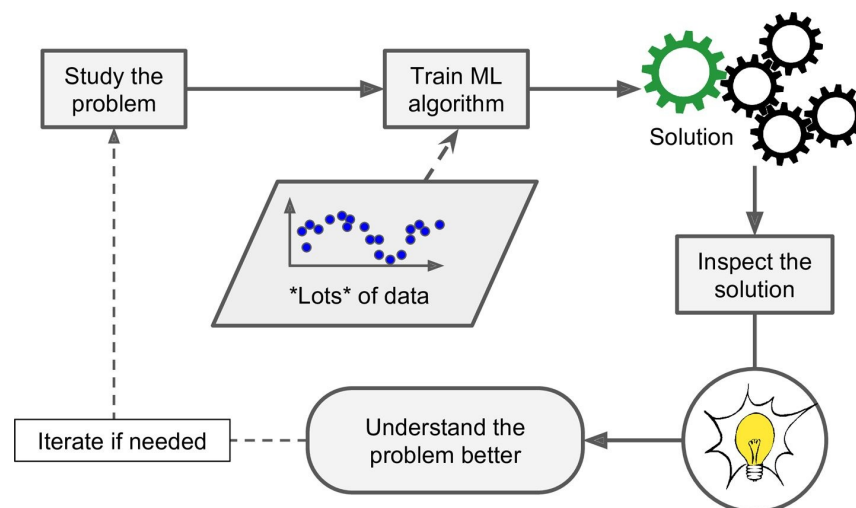 Study the
problem
Train ML
algorithm
Solution
*Lots* of data
Inspect the
solution
Understand the
problem better
Iterate if needed